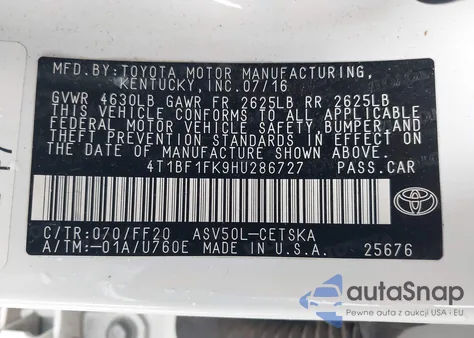 MFD.BY:TOYOTA MOTOR MANUFACTURING,
KENTUCKY, INC.07/16
GVWR 4630LB GAWR FR 2625LB RR 2625LB
THIS VEHICLE CONFORMS TO ALL APPLICABLE
FEDERAL MOTOR VEHICLE SAFETY, BUMPER,AND
THEFT PREVENTION STANDARDS IN EFFECT ON
THE DATE OF MANUFACTURE SHOWN ABOVE.
4T1BF1FK9HU286727 PASS.CAR
C/TR:070/FF20 ASV50L-CETSKA
A/TM:-01A/U760E MADE IN U.S.A. 25676
TOYOTA
autoSnap
Pewne auta z aukcji USA - EU